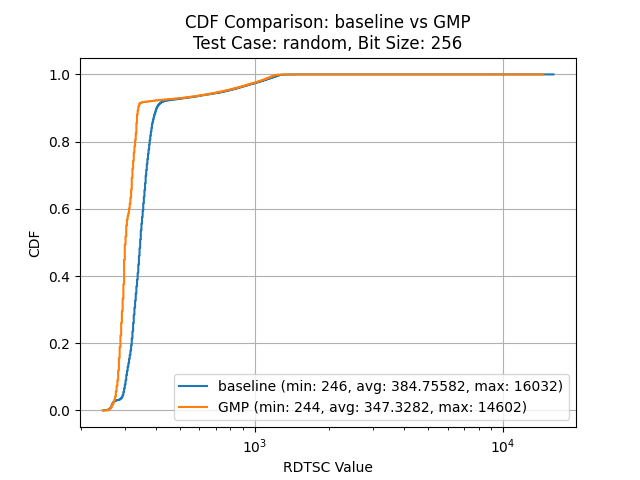 CDF Comparison: baseline vs GMP
Test Case: random, Bit Size: 256
1.0
0.8
0.6
0.4
0.2
0.0
CDF
baseline (min: 246, avg: 384.75582, max: 16032)
GMP (min: 244, avg: 347.3282, max: 14602)
10³
10⁴
RDTSC Value